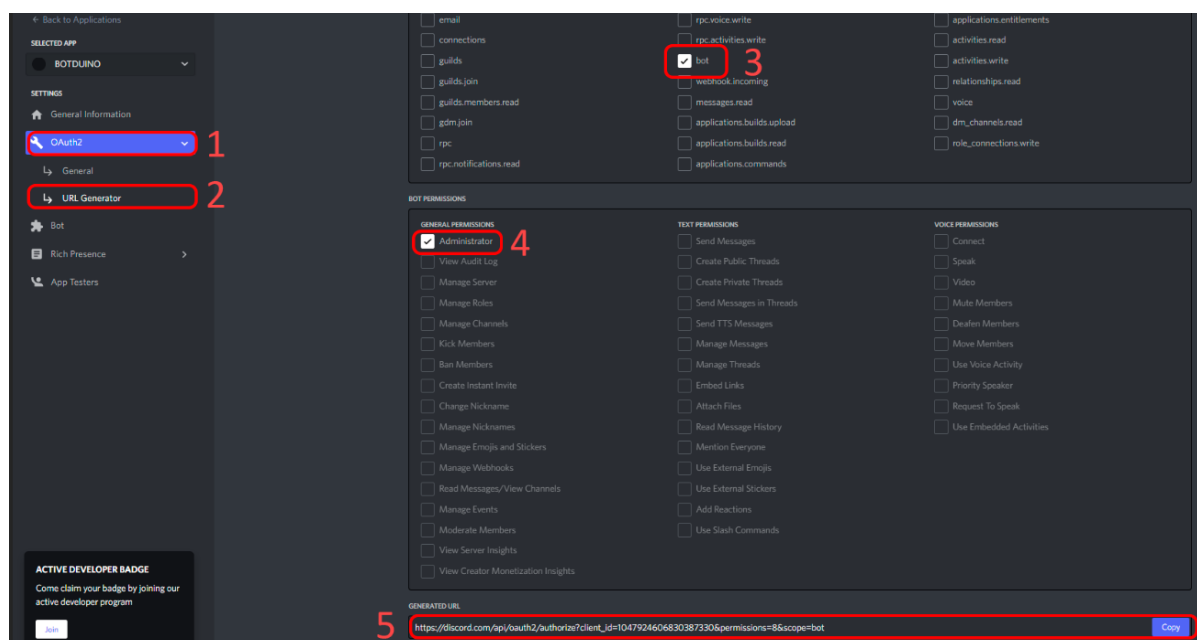 ← Back to Applications
SELECTED APP
BOTDUINO
SETTINGS
General Information
OAuth2
1
General
URL Generator
2
Bot
Rich Presence
App Testers
ACTIVE DEVELOPER BADGE
Come claim your badge by joining our
active developer program
Join
email
connections
guilds
guilds.join
guilds.members.read
gdm.join
rpc
rpc.notifications.read
rpc.voice.write
rpc.activities.write
bot
3
webhook.incoming
messages.read
applications.builds.upload
applications.builds.read
applications.commands
applications.entitlements
activities.read
activities.write
relationships.read
voice
dm_channels.read
role_connections.write
BOT PERMISSIONS
GENERAL PERMISSIONS
Administrator
4
View Audit Log
Manage Server
Manage Roles
Manage Channels
Kick Members
Ban Members
Create Instant Invite
Change Nickname
Manage Nicknames
Manage Emojis and Stickers
Manage Webhooks
Read Messages/View Channels
Manage Events
Moderate Members
View Server Insights
View Creator Monetization Insights
TEXT PERMISSIONS
Send Messages
Create Public Threads
Create Private Threads
Send Messages in Threads
Send TTS Messages
Manage Messages
Manage Threads
Embed Links
Attach Files
Read Message History
Mention Everyone
Use External Emojis
Use External Stickers
Add Reactions
Use Slash Commands
VOICE PERMISSIONS
Connect
Speak
Video
Mute Members
Deafen Members
Move Members
Use Voice Activity
Priority Speaker
Request To Speak
Use Embedded Activities
GENERATED URL
5
https://discord.com/api/oauth2/authorize?client_id=1047924606830387330&permissions=8&scope=bot
Copy